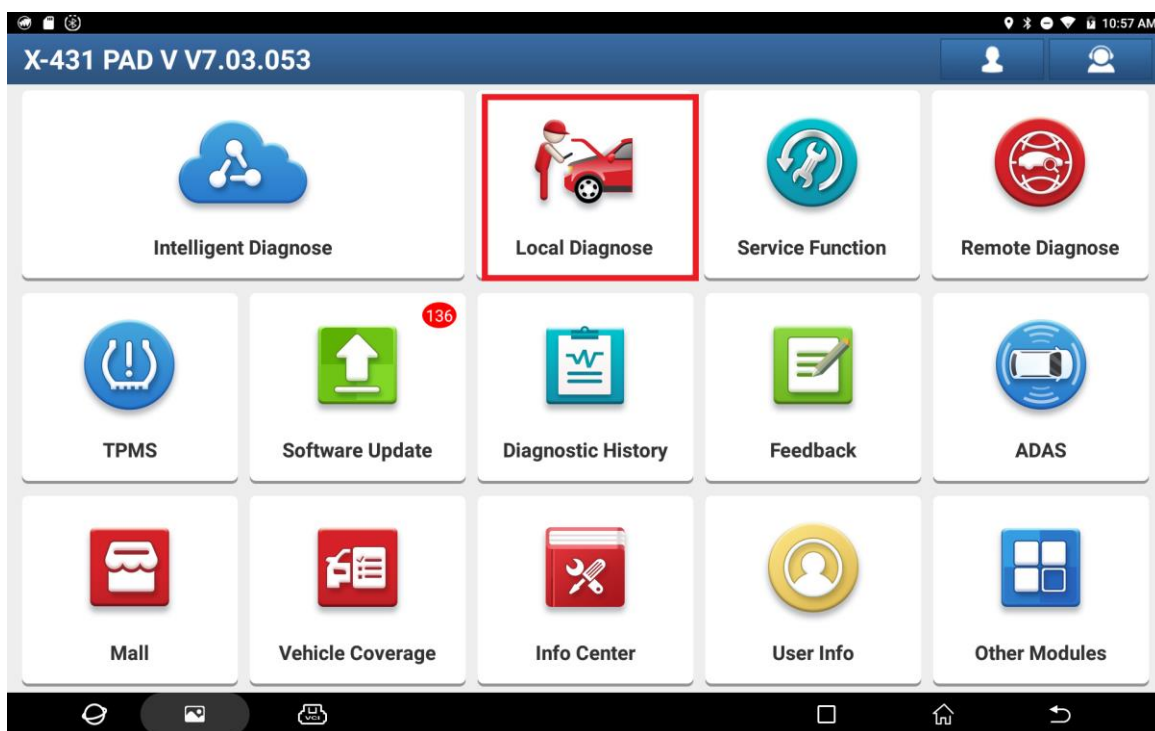 10:57 AM
X-431 PAD V V7.03.053
Intelligent Diagnose
Local Diagnose
Service Function
Remote Diagnose
136
TPMS
Software Update
Diagnostic History
Feedback
ADAS
Mall
Vehicle Coverage
Info Center
User Info
Other Modules
VCI